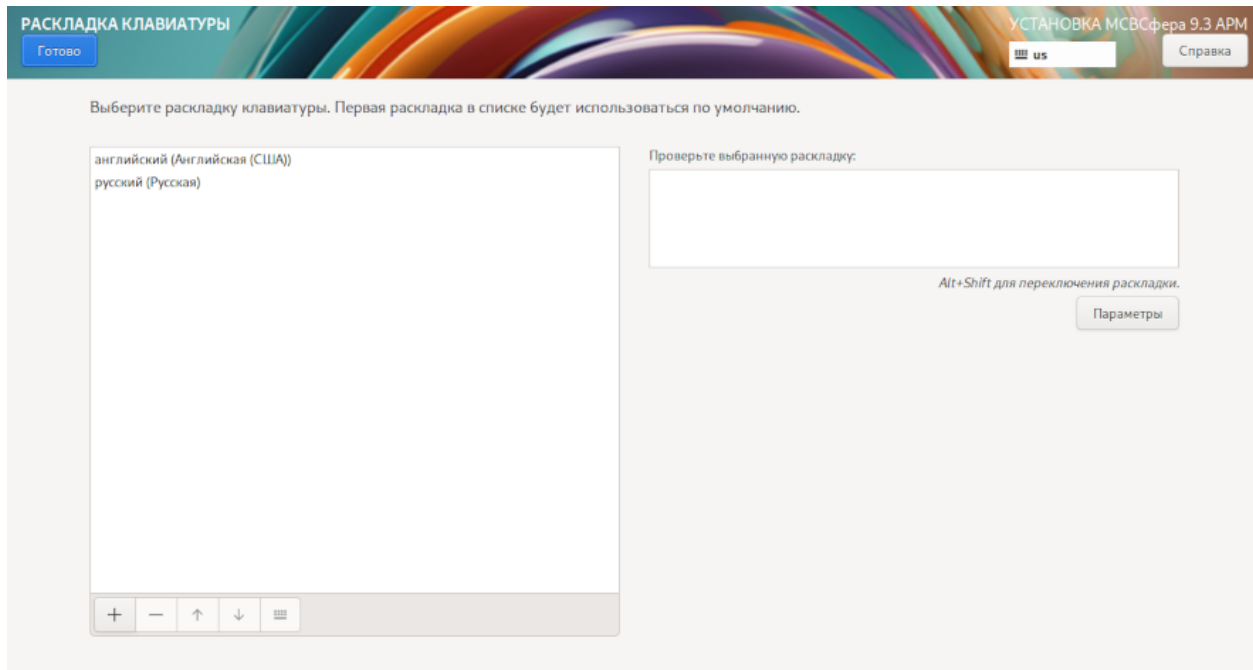 РАСКЛАДКА КЛАВИАТУРЫ
УСТАНОВКА МСВСфера 9.3 АРМ
Готово
us
Справка
Выберите раскладку клавиатуры. Первая раскладка в списке будет использоваться по умолчанию.
английский (Английская (США))
русский (Русская)
Проверьте выбранную раскладку:
Alt+Shift для переключения раскладки.
Параметры